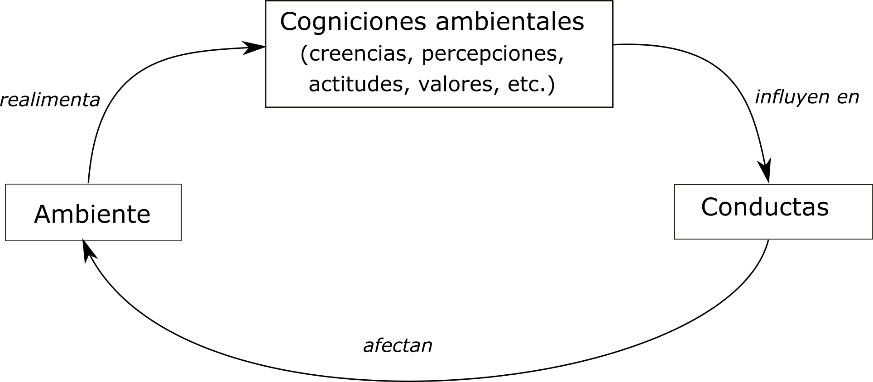 Cogniciones ambientales
(creencias, percepciones,
actitudes, valores, etc.)
realimenta
influyen en
Ambiente
Conductas
afectan